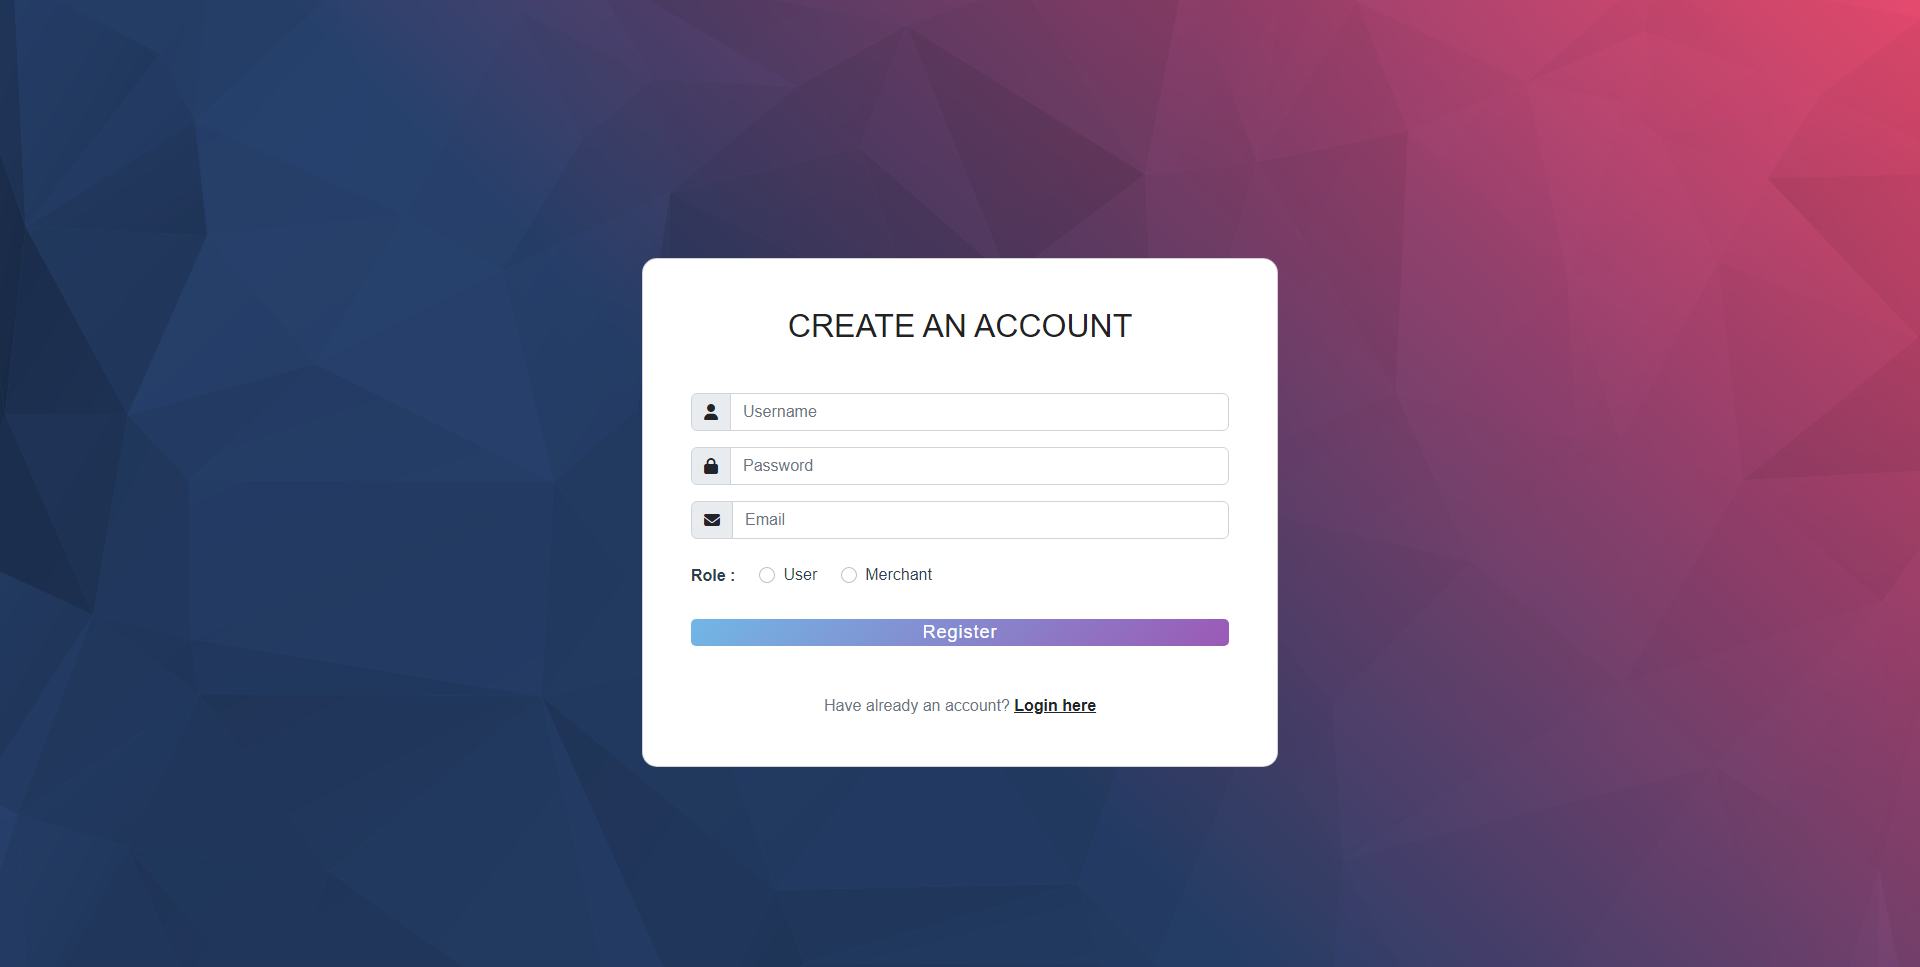 CREATE AN ACCOUNT
Username
Password
Email
Role : User Merchant
Register
Have already an account? Login here